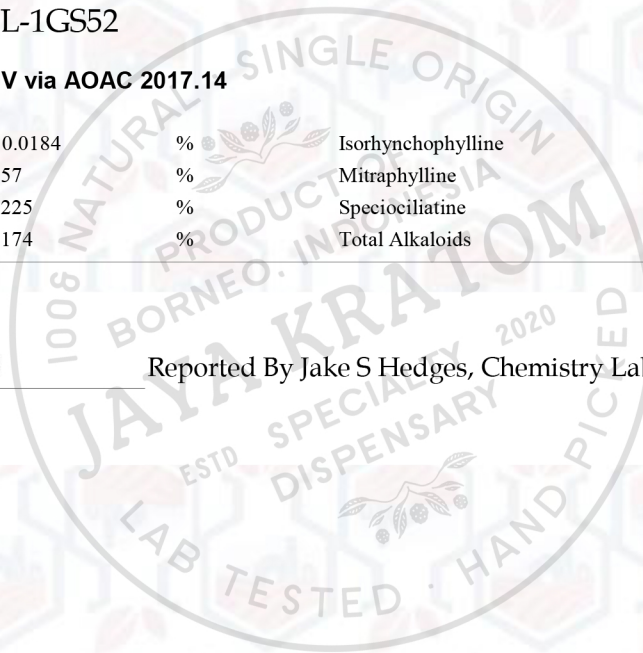 L-1GS52
V via AOAC 2017.14
0.0184 % Isorhynchophylline
57 % Mitraphylline
225 % Speciociliatine
174 % Total Alkaloids
Reported By Jake S Hedges, Chemistry Lab
100% NATURAL SINGLE ORIGIN HAND PICKED · LAB TESTED
PRODUCT OF
BORNEO. INDONESIA
JAYA KRATOM
ESTD SPECIALTY 2020
DISPENSARY